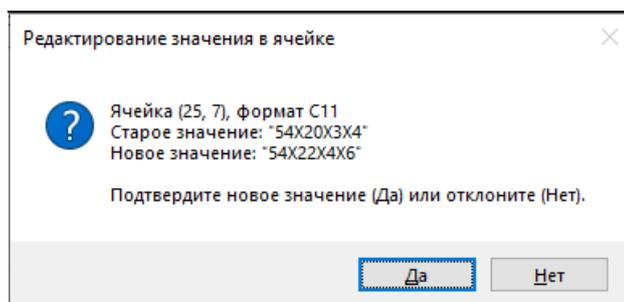 Редактирование значения в ячейке
Ячейка (25, 7), формат C11
Старое значение: "54X20X3X4"
Новое значение: "54X22X4X6"
Подтвердите новое значение (Да) или отклоните (Нет).
Да
Нет